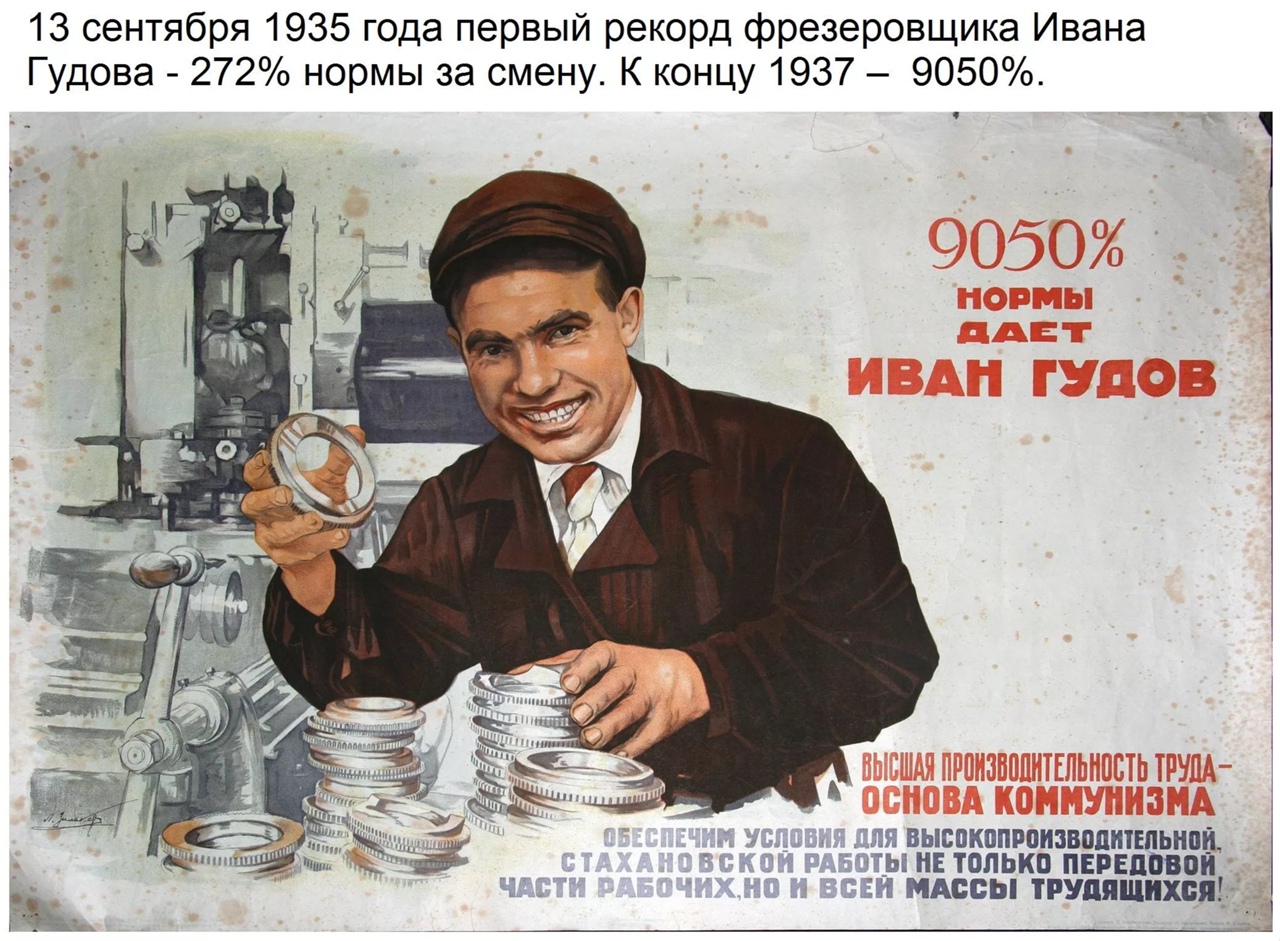 13 сентября 1935 года первый рекорд фрезеровщика Ивана
Гудова - 272% нормы за смену. К концу 1937 – 9050%.
9050%
НОРМЫ
ДАЕТ
ИВАН ГУДОВ
ВЫСШАЯ ПРОИЗВОДИТЕЛЬНОСТЬ ТРУДА–
ОСНОВА КОММУНИЗМА
ОБЕСПЕЧИМ УСЛОВИЯ ДЛЯ ВЫСОКОПРОИЗВОДИТЕЛЬНОЙ,
СТАХАНОВСКОЙ РАБОТЫ НЕ ТОЛЬКО ПЕРЕДОВОЙ
ЧАСТИ РАБОЧИХ, НО И ВСЕЙ МАССЫ ТРУДЯЩИХСЯ!